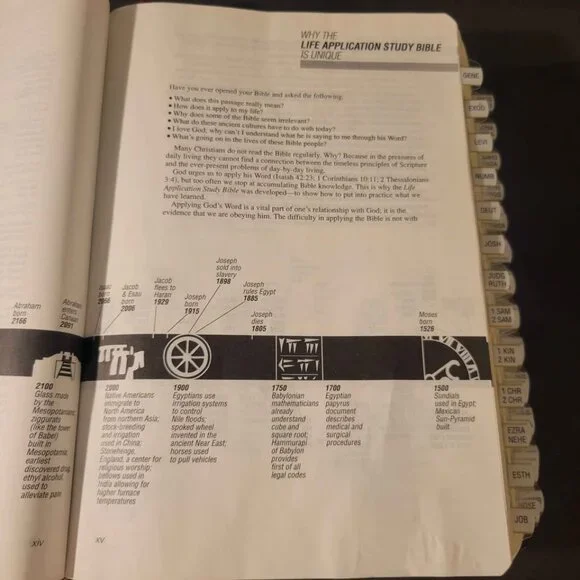 WHY THE
LIFE APPLICATION STUDY BIBLE
IS UNIQUE
Have you ever opened your Bible and asked the following:
• What does this passage really mean?
• How does it apply to my life?
• Why does some of the Bible seem irrelevant?
• What do these ancient cultures have to do with today?
• I love God; why can't I understand what he is saying to me through his Word?
• What's going on in the lives of these Bible people?
Many Christians do not read the Bible regularly. Why? Because in the pressures of
daily living they cannot find a connection between the timeless principles of Scripture
and the ever-present problems of day-by-day living.
God urges us to apply his Word (Isaiah 42:23; 1 Corinthians 10:11; 2 Thessalonians
3:4), but too often we stop at accumulating Bible knowledge. This is why the Life
Application Study Bible was developed—to show how to put into practice what we
have learned.
Applying God's Word is a vital part of one's relationship with God; it is the
evidence that we are obeying him. The difficulty in applying the Bible is not with
Abraham
born
2166
Abraham
enters
Canaan
2091
Isaac
born
2066
Jacob
& Esau
born
2006
Jacob
flees to
Haran
1929
Joseph
born
1915
Joseph
sold into
slavery
1898
Joseph
rules Egypt
1885
Joseph
dies
1805
Moses
born
1526
2100
Glass made
by the
Mesopotamians;
ziggurats
(like the tower
of Babel)
built in
Mesopotamia;
earliest
discovered drug,
ethyl alcohol,
used to
alleviate pain
2000
Native Americans
immigrate to
North America
from northern Asia;
stock-breeding
and irrigation
used in China;
Stonehenge,
England, a center for
religious worship;
bellows used in
India allowing for
higher furnace
temperatures
1900
Egyptians use
irrigation systems
to control
Nile floods;
spoked wheel
invented in the
ancient Near East;
horses used
to pull vehicles
1750
Babylonian
mathematicians
already
understand
cube and
square root;
Hammurapi
of Babylon
provides
first of all
legal codes
1700
Egyptian
papyrus
document
describes
medical and
surgical
procedures
1500
Sundials
used in Egypt;
Mexican
Sun-Pyramid
built
XIV
XV
GENE
EXOD
LEVI
NUMB
DEUT
JOSH
JUDG
RUTH
1 SAM
2 SAM
1 KIN
2 KIN
1 CHR
2 CHR
EZRA
NEHE
ESTH
JOB